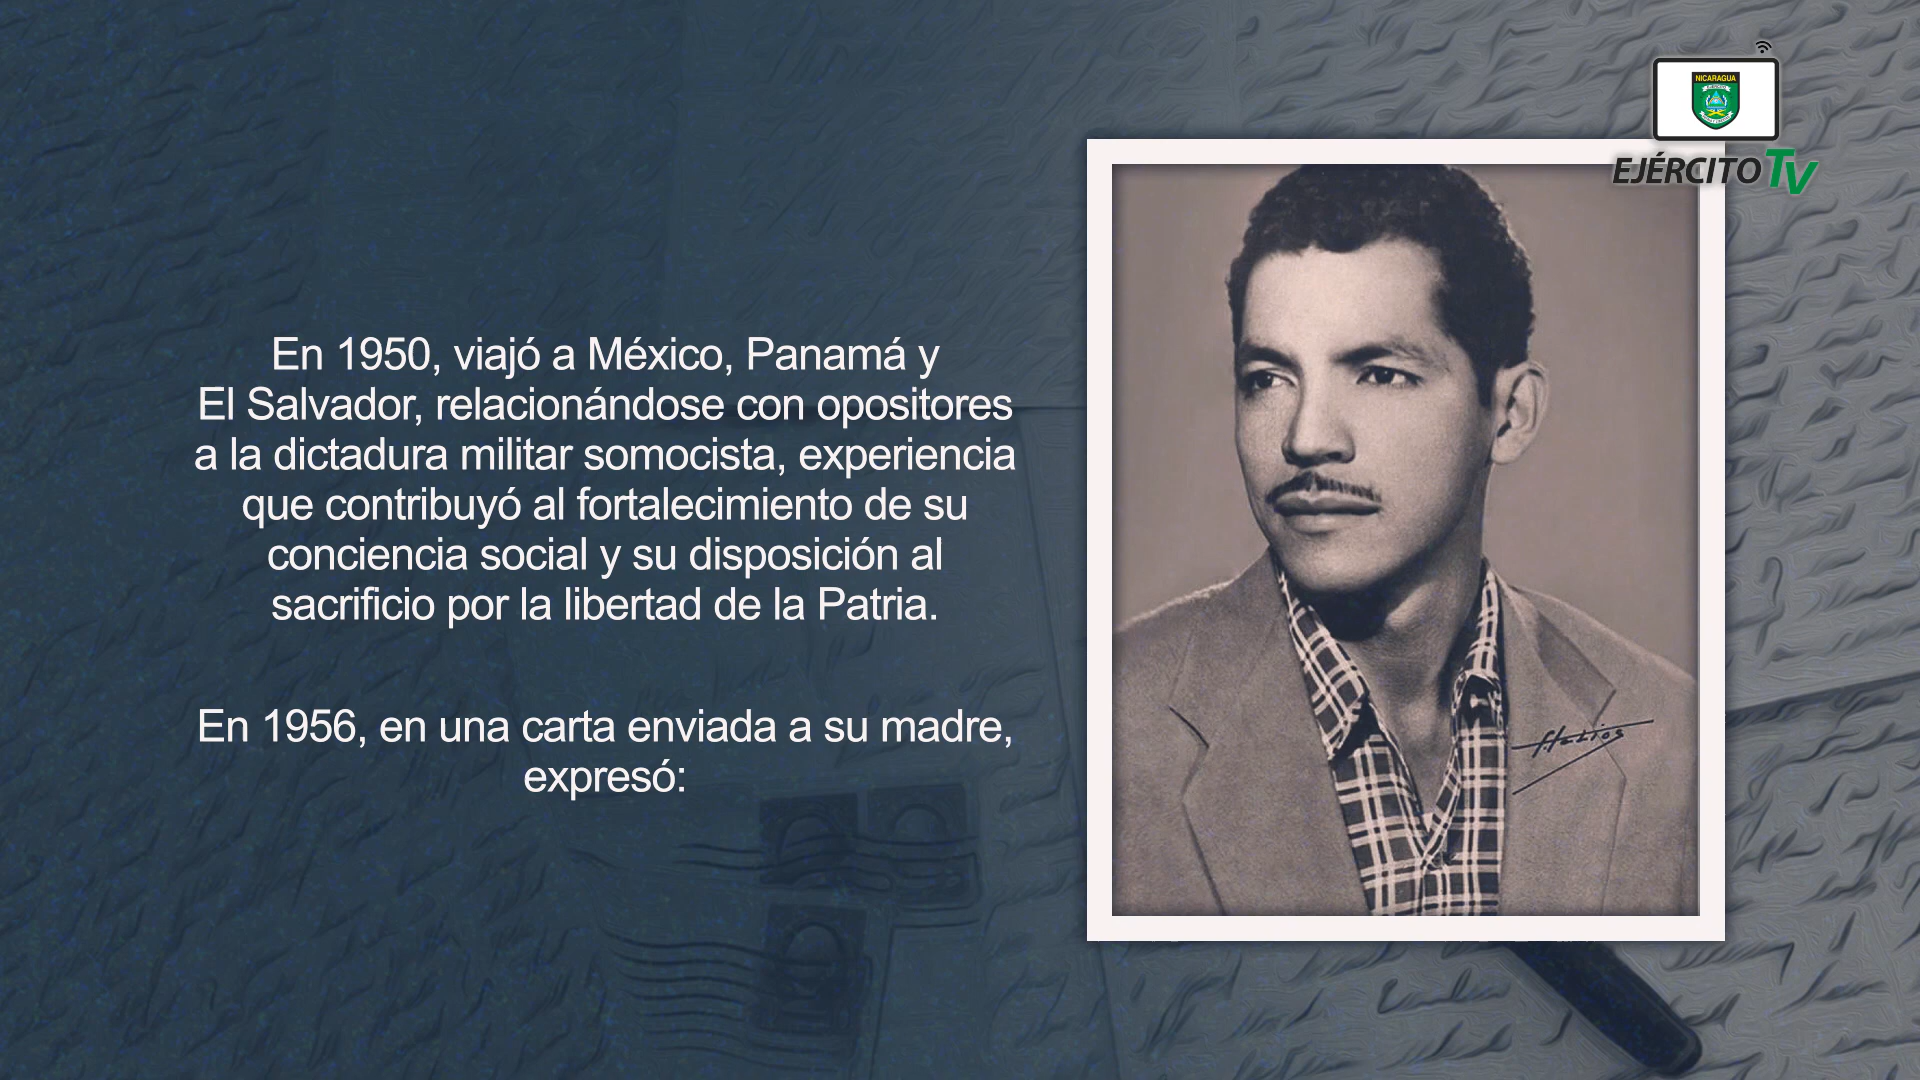 NICARAGUA
EJÉRCITO TV
En 1950, viajó a México, Panamá y
El Salvador, relacionándose con opositores
a la dictadura militar somocista, experiencia
que contribuyó al fortalecimiento de su
conciencia social y su disposición al
sacrificio por la libertad de la Patria.
En 1956, en una carta enviada a su madre,
expresó: